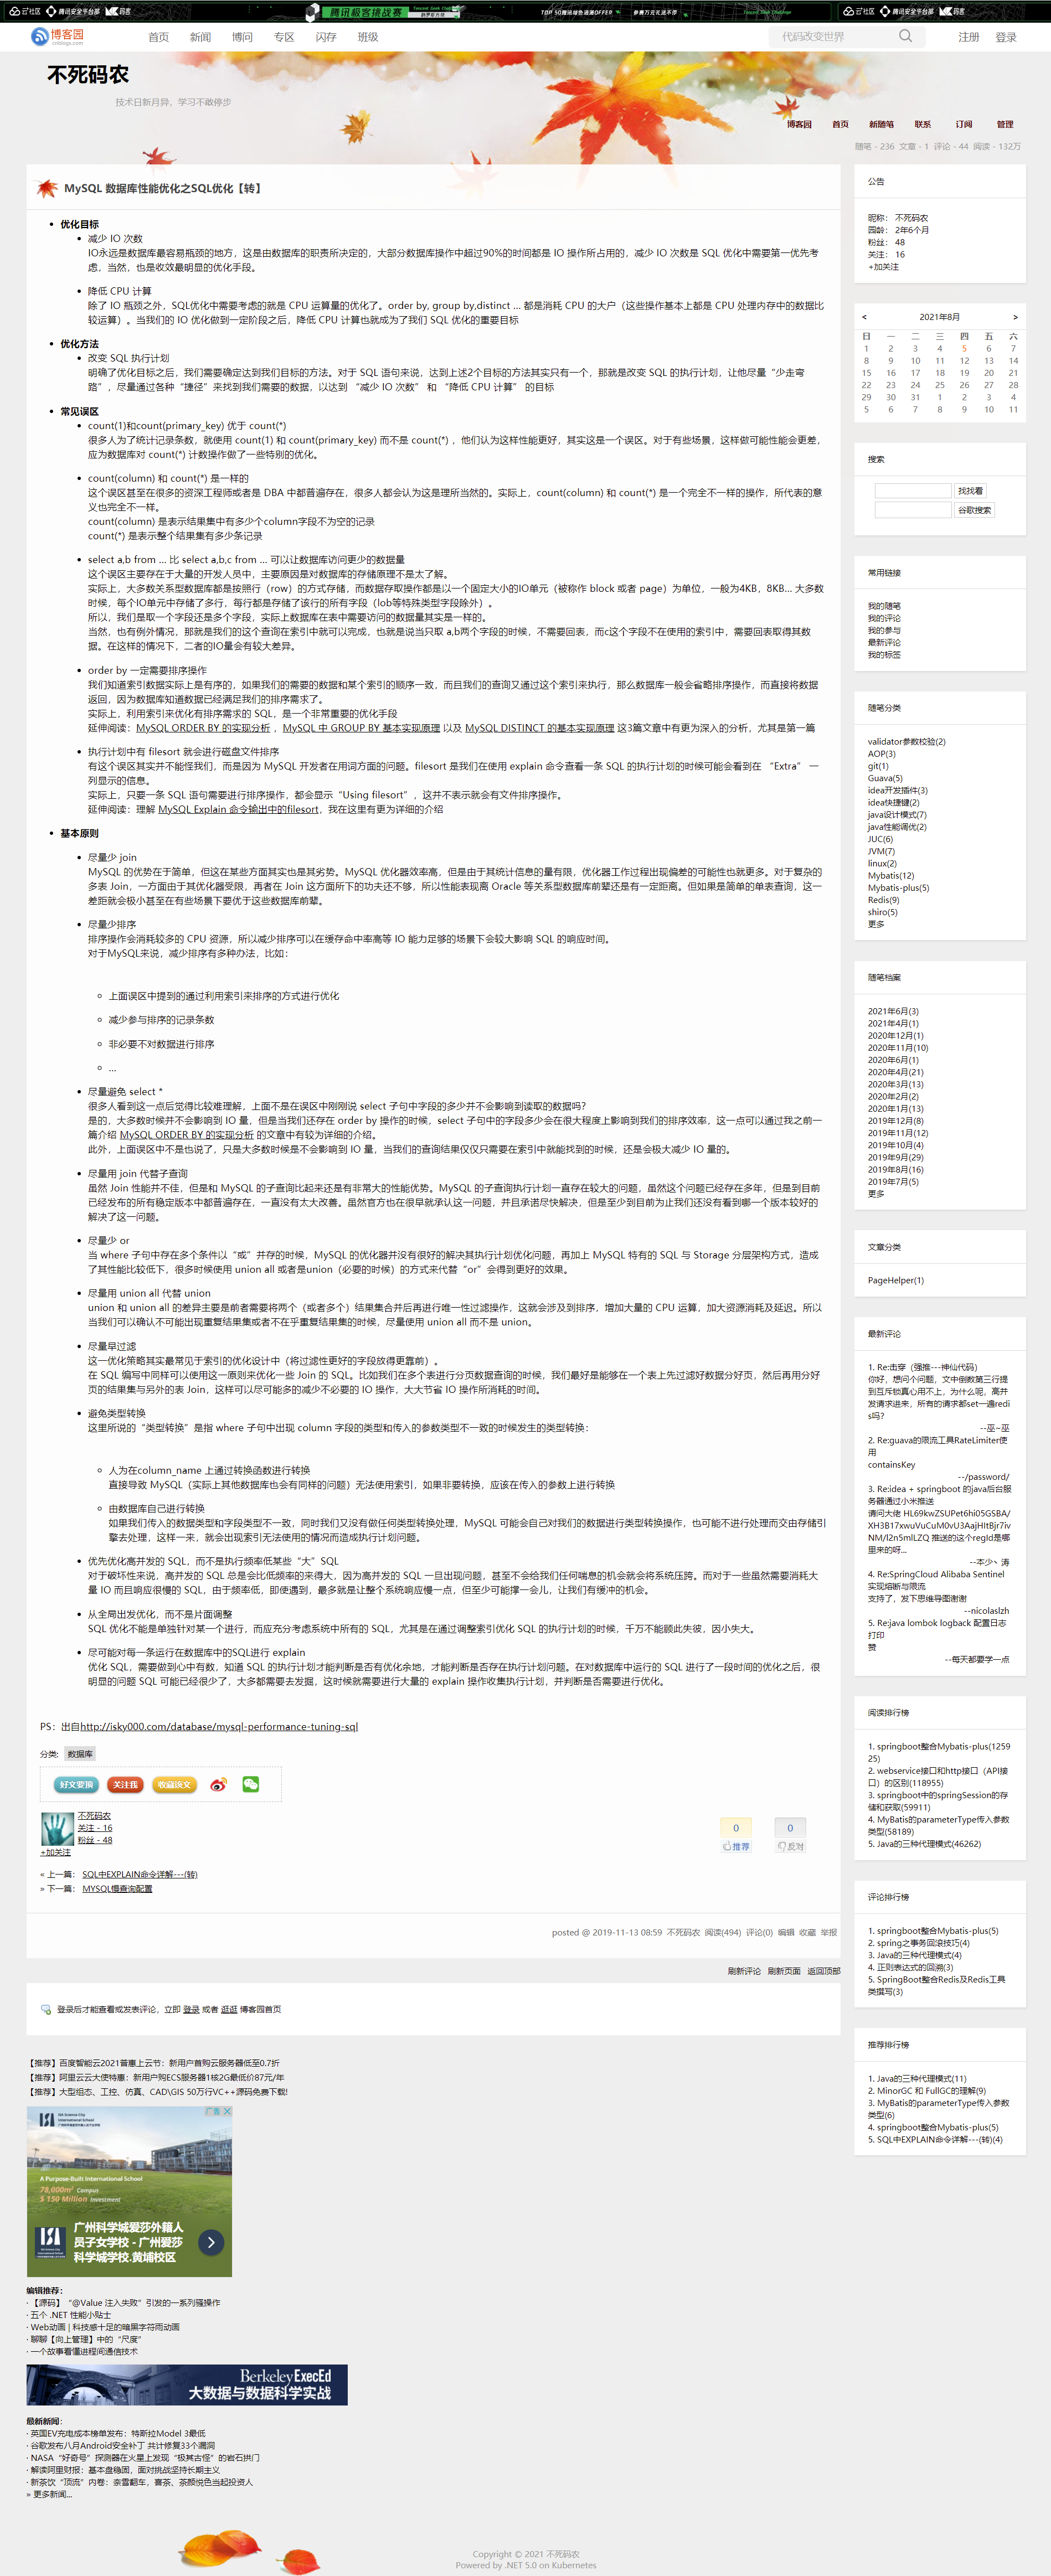 云社区 腾讯安全平台部 码客
腾讯极客挑战赛
TOP 50腾讯绿色通道OFFER
参赛万元礼送不停
云社区 腾讯安全平台部 码客
博客园
cnblogs.com
首页 新闻 博问 专区 闪存 班级
代码改变世界
注册 登录
不死码农
技术日新月异，学习不敢停步
博客园 首页 新随笔 联系 订阅 管理
随笔 - 236 文章 - 1 评论 - 44 阅读 - 132万
MySQL 数据库性能优化之SQL优化【转】
优化目标
减少 IO 次数
IO永远是数据库最容易瓶颈的地方，这是由数据库的职责所决定的，大部分数据库操作中超过90%的时间都是 IO 操作所占用的，减少 IO 次数是 SQL 优化中需要第一优先考
虑，当然，也是收效最明显的优化手段。
降低 CPU 计算
除了 IO 瓶颈之外，SQL优化中需要考虑的就是 CPU 运算量的优化了。order by, group by,distinct … 都是消耗 CPU 的大户（这些操作基本上都是 CPU 处理内存中的数据比
较运算）。当我们的 IO 优化做到一定阶段之后，降低 CPU 计算也就成为了我们 SQL 优化的重要目标
优化方法
改变 SQL 执行计划
明确了优化目标之后，我们需要确定达到我们目标的方法。对于 SQL 语句来说，达到上述2个目标的方法其实只有一个，那就是改变 SQL 的执行计划，让他尽量“少走弯
路”，尽量通过各种“捷径”来找到我们需要的数据，以达到 “减少 IO 次数” 和 “降低 CPU 计算” 的目标
常见误区
count(1)和count(primary_key) 优于 count(*)
很多人为了统计记录条数，就使用 count(1) 和 count(primary_key) 而不是 count(*) ，他们认为这样性能更好，其实这是一个误区。对于有些场景，这样做可能性能会更差，
应为数据库对 count(*) 计数操作做了一些特别的优化。
count(column) 和 count(*) 是一样的
这个误区甚至在很多的资深工程师或者是 DBA 中都普遍存在，很多人都会认为这是理所当然的。实际上，count(column) 和 count(*) 是一个完全不一样的操作，所代表的意
义也完全不一样。
count(column) 是表示结果集中有多少个column字段不为空的记录
count(*) 是表示整个结果集有多少条记录
select a,b from … 比 select a,b,c from … 可以让数据库访问更少的数据量
这个误区主要存在于大量的开发人员中，主要原因是对数据库的存储原理不是太了解。
实际上，大多数关系型数据库都是按照行（row）的方式存储，而数据存取操作都是以一个固定大小的IO单元（被称作 block 或者 page）为单位，一般为4KB，8KB… 大多数
时候，每个IO单元中存储了多行，每行都是存储了该行的所有字段（lob等特殊类型字段除外）。
所以，我们是取一个字段还是多个字段，实际上数据库在表中需要访问的数据量其实是一样的。
当然，也有例外情况，那就是我们的这个查询在索引中就可以完成，也就是说当只取 a,b两个字段的时候，不需要回表，而c这个字段不在使用的索引中，需要回表取得其数
据。在这样的情况下，二者的IO量会有较大差异。
order by 一定需要排序操作
我们知道索引数据实际上是有序的，如果我们的需要的数据和某个索引的顺序一致，而且我们的查询又通过这个索引来执行，那么数据库一般会省略排序操作，而直接将数据
返回，因为数据库知道数据已经满足我们的排序需求了。
实际上，利用索引来优化有排序需求的 SQL，是一个非常重要的优化手段
延伸阅读：MySQL ORDER BY 的实现分析 ，MySQL 中 GROUP BY 基本实现原理 以及 MySQL DISTINCT 的基本实现原理 这3篇文章中有更为深入的分析，尤其是第一篇
执行计划中有 filesort 就会进行磁盘文件排序
有这个误区其实并不能怪我们，而是因为 MySQL 开发者在用词方面的问题。filesort 是我们在使用 explain 命令查看一条 SQL 的执行计划的时候可能会看到在 “Extra” 一
列显示的信息。
实际上，只要一条 SQL 语句需要进行排序操作，都会显示“Using filesort”，这并不表示就会有文件排序操作。
延伸阅读：理解 MySQL Explain 命令输出中的filesort，我在这里有更为详细的介绍
基本原则
尽量少 join
MySQL 的优势在于简单，但这在某些方面其实也是其劣势。MySQL 优化器效率高，但是由于其统计信息的量有限，优化器工作过程出现偏差的可能性也就更多。对于复杂的
多表 Join，一方面由于其优化器受限，再者在 Join 这方面所下的功夫还不够，所以性能表现离 Oracle 等关系型数据库前辈还是有一定距离。但如果是简单的单表查询，这一
差距就会极小甚至在有些场景下要优于这些数据库前辈。
尽量少排序
排序操作会消耗较多的 CPU 资源，所以减少排序可以在缓存命中率高等 IO 能力足够的场景下会较大影响 SQL 的响应时间。
对于MySQL来说，减少排序有多种办法，比如：
上面误区中提到的通过利用索引来排序的方式进行优化
减少参与排序的记录条数
非必要不对数据进行排序
…
尽量避免 select *
很多人看到这一点后觉得比较难理解，上面不是在误区中刚刚说 select 子句中字段的多少并不会影响到读取的数据吗？
是的，大多数时候并不会影响到 IO 量，但是当我们还存在 order by 操作的时候，select 子句中的字段多少会在很大程度上影响到我们的排序效率，这一点可以通过我之前一
篇介绍 MySQL ORDER BY 的实现分析 的文章中有较为详细的介绍。
此外，上面误区中不是也说了，只是大多数时候是不会影响到 IO 量，当我们的查询结果仅仅只需要在索引中就能找到的时候，还是会极大减少 IO 量的。
尽量用 join 代替子查询
虽然 Join 性能并不佳，但是和 MySQL 的子查询比起来还是有非常大的性能优势。MySQL 的子查询执行计划一直存在较大的问题，虽然这个问题已经存在多年，但是到目前
已经发布的所有稳定版本中都普遍存在，一直没有太大改善。虽然官方也在很早就承认这一问题，并且承诺尽快解决，但是至少到目前为止我们还没有看到哪一个版本较好的
解决了这一问题。
尽量少 or
当 where 子句中存在多个条件以“或”并存的时候，MySQL 的优化器并没有很好的解决其执行计划优化问题，再加上 MySQL 特有的 SQL 与 Storage 分层架构方式，造成
了其性能比较低下，很多时候使用 union all 或者是union（必要的时候）的方式来代替“or”会得到更好的效果。
尽量用 union all 代替 union
union 和 union all 的差异主要是前者需要将两个（或者多个）结果集合并后再进行唯一性过滤操作，这就会涉及到排序，增加大量的 CPU 运算，加大资源消耗及延迟。所以
当我们可以确认不可能出现重复结果集或者不在乎重复结果集的时候，尽量使用 union all 而不是 union。
尽量早过滤
这一优化策略其实最常见于索引的优化设计中（将过滤性更好的字段放得更靠前）。
在 SQL 编写中同样可以使用这一原则来优化一些 Join 的 SQL。比如我们在多个表进行分页数据查询的时候，我们最好是能够在一个表上先过滤好数据分好页，然后再用分好
页的结果集与另外的表 Join，这样可以尽可能多的减少不必要的 IO 操作，大大节省 IO 操作所消耗的时间。
避免类型转换
这里所说的“类型转换”是指 where 子句中出现 column 字段的类型和传入的参数类型不一致的时候发生的类型转换：
人为在column_name 上通过转换函数进行转换
直接导致 MySQL（实际上其他数据库也会有同样的问题）无法使用索引，如果非要转换，应该在传入的参数上进行转换
由数据库自己进行转换
如果我们传入的数据类型和字段类型不一致，同时我们又没有做任何类型转换处理，MySQL 可能会自己对我们的数据进行类型转换操作，也可能不进行处理而交由存储引
擎去处理，这样一来，就会出现索引无法使用的情况而造成执行计划问题。
优先优化高并发的 SQL，而不是执行频率低某些“大”SQL
对于破坏性来说，高并发的 SQL 总是会比低频率的来得大，因为高并发的 SQL 一旦出现问题，甚至不会给我们任何喘息的机会就会将系统压跨。而对于一些虽然需要消耗大
量 IO 而且响应很慢的 SQL，由于频率低，即使遇到，最多就是让整个系统响应慢一点，但至少可能撑一会儿，让我们有缓冲的机会。
从全局出发优化，而不是片面调整
SQL 优化不能是单独针对某一个进行，而应充分考虑系统中所有的 SQL，尤其是在通过调整索引优化 SQL 的执行计划的时候，千万不能顾此失彼，因小失大。
尽可能对每一条运行在数据库中的SQL进行 explain
优化 SQL，需要做到心中有数，知道 SQL 的执行计划才能判断是否有优化余地，才能判断是否存在执行计划问题。在对数据库中运行的 SQL 进行了一段时间的优化之后，很
明显的问题 SQL 可能已经很少了，大多都需要去发掘，这时候就需要进行大量的 explain 操作收集执行计划，并判断是否需要进行优化。
PS：出自http://isky000.com/database/mysql-performance-tuning-sql
分类: 数据库
好文要顶 关注我 收藏该文
不死码农
关注 - 16
粉丝 - 48
+加关注
0 0
推荐 反对
« 上一篇： SQL中EXPLAIN命令详解---(转)
» 下一篇： MYSQL慢查询配置
posted @ 2019-11-13 08:59 不死码农 阅读(494) 评论(0) 编辑 收藏 举报
刷新评论 刷新页面 返回顶部
登录后才能查看或发表评论，立即 登录 或者 逛逛 博客园首页
【推荐】百度智能云2021普惠上云节：新用户首购云服务器低至0.7折
【推荐】阿里云云大使特惠：新用户购ECS服务器1核2G最低价87元/年
【推荐】大型组态、工控、仿真、CAD\GIS 50万行VC++源码免费下载!
广告
ISA Science City
International School
A Purpose-Built International School
78,000m² Campus
$ 150 Million Investment
广州科学城爱莎外籍人
员子女学校 - 广州爱莎
科学城学校.黄埔校区
编辑推荐：
· 【源码】“@Value 注入失败”引发的一系列骚操作
· 五个 .NET 性能小贴士
· Web动画 | 科技感十足的暗黑字符雨动画
· 聊聊【向上管理】中的“尺度”
· 一个故事看懂进程间通信技术
Berkeley ExecEd
大数据与数据科学实战
最新新闻：
· 英国EV充电成本榜单发布：特斯拉Model 3最低
· 谷歌发布八月Android安全补丁 共计修复33个漏洞
· NASA“好奇号”探测器在火星上发现“极其古怪”的岩石拱门
· 解读阿里财报：基本盘稳固，面对挑战坚持长期主义
· 新茶饮“顶流”内卷：奈雪翻车，喜茶、茶颜悦色当起投资人
» 更多新闻...
公告
昵称： 不死码农
园龄： 2年6个月
粉丝： 48
关注： 16
+加关注
< 2021年8月 >
日 一 二 三 四 五 六
1 2 3 4 5 6 7
8 9 10 11 12 13 14
15 16 17 18 19 20 21
22 23 24 25 26 27 28
29 30 31 1 2 3 4
5 6 7 8 9 10 11
搜索
找找看
谷歌搜索
常用链接
我的随笔
我的评论
我的参与
最新评论
我的标签
随笔分类
validator参数校验(2)
AOP(3)
git(1)
Guava(5)
idea开发插件(3)
idea快捷键(2)
java设计模式(7)
java性能调优(2)
JUC(6)
JVM(7)
linux(2)
Mybatis(12)
Mybatis-plus(5)
Redis(9)
shiro(5)
更多
随笔档案
2021年6月(3)
2021年4月(1)
2020年12月(1)
2020年11月(10)
2020年6月(1)
2020年4月(21)
2020年3月(13)
2020年2月(2)
2020年1月(13)
2019年12月(8)
2019年11月(12)
2019年10月(4)
2019年9月(29)
2019年8月(16)
2019年7月(5)
更多
文章分类
PageHelper(1)
最新评论
1. Re:击穿（强推---神仙代码）
你好，想问个问题，文中倒数第三行提
到互斥锁真心用不上，为什么呢，高并
发请求进来，所有的请求都set一遍redi
s吗？
--巫~巫
2. Re:guava的限流工具RateLimiter使
用
containsKey
--/password/
3. Re:idea + springboot 的java后台服
务器通过小米推送
请问大佬 HL69kwZSUPet6hi05GSBA/
XH3B17xwuVuCuM0vU3AajHItBjr7iv
NM/l2n5mlLZQ 推送的这个regId是哪
里来的呀...
--本少丶涛
4. Re:SpringCloud Alibaba Sentinel
实现熔断与限流
支持了，发下思维导图谢谢
--nicolaslzh
5. Re:java lombok logback 配置日志
打印
赞
--每天都要学一点
阅读排行榜
1. springboot整合Mybatis-plus(1259
25)
2. webservice接口和http接口（API接
口）的区别(118955)
3. springboot中的springSession的存
储和获取(59911)
4. MyBatis的parameterType传入参数
类型(58189)
5. Java的三种代理模式(46262)
评论排行榜
1. springboot整合Mybatis-plus(5)
2. spring之事务回滚技巧(4)
3. Java的三种代理模式(4)
4. 正则表达式的回溯(3)
5. SpringBoot整合Redis及Redis工具
类撰写(3)
推荐排行榜
1. Java的三种代理模式(11)
2. MinorGC 和 FullGC的理解(9)
3. MyBatis的parameterType传入参数
类型(6)
4. springboot整合Mybatis-plus(5)
5. SQL中EXPLAIN命令详解---(转)(4)
Copyright © 2021 不死码农
Powered by .NET 5.0 on Kubernetes